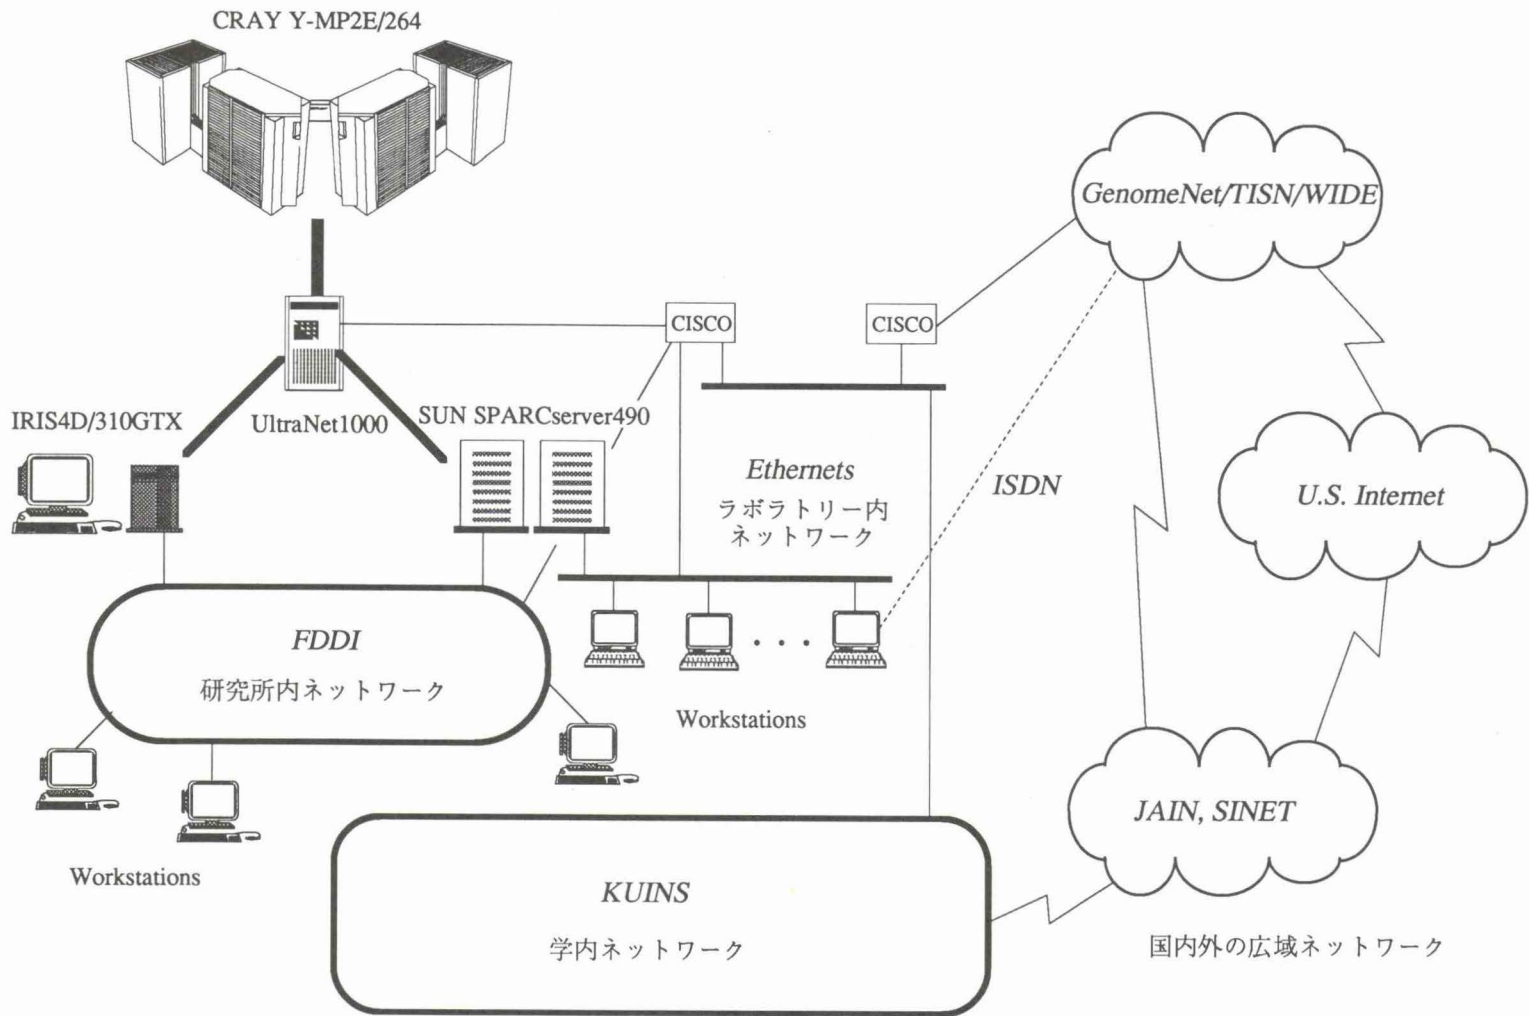 CRAY Y-MP2E/264
GenomeNet/TISN/WIDE
CISCO
CISCO
IRIS4D/310GTX
UltraNet1000
SUN SPARCserver490
Ethernets
ラボラトリー内
ネットワーク
ISDN
U.S. Internet
FDDI
研究所内ネットワーク
Workstations
Workstations
JAIN, SINET
KUINS
学内ネットワーク
国内外の広域ネットワーク